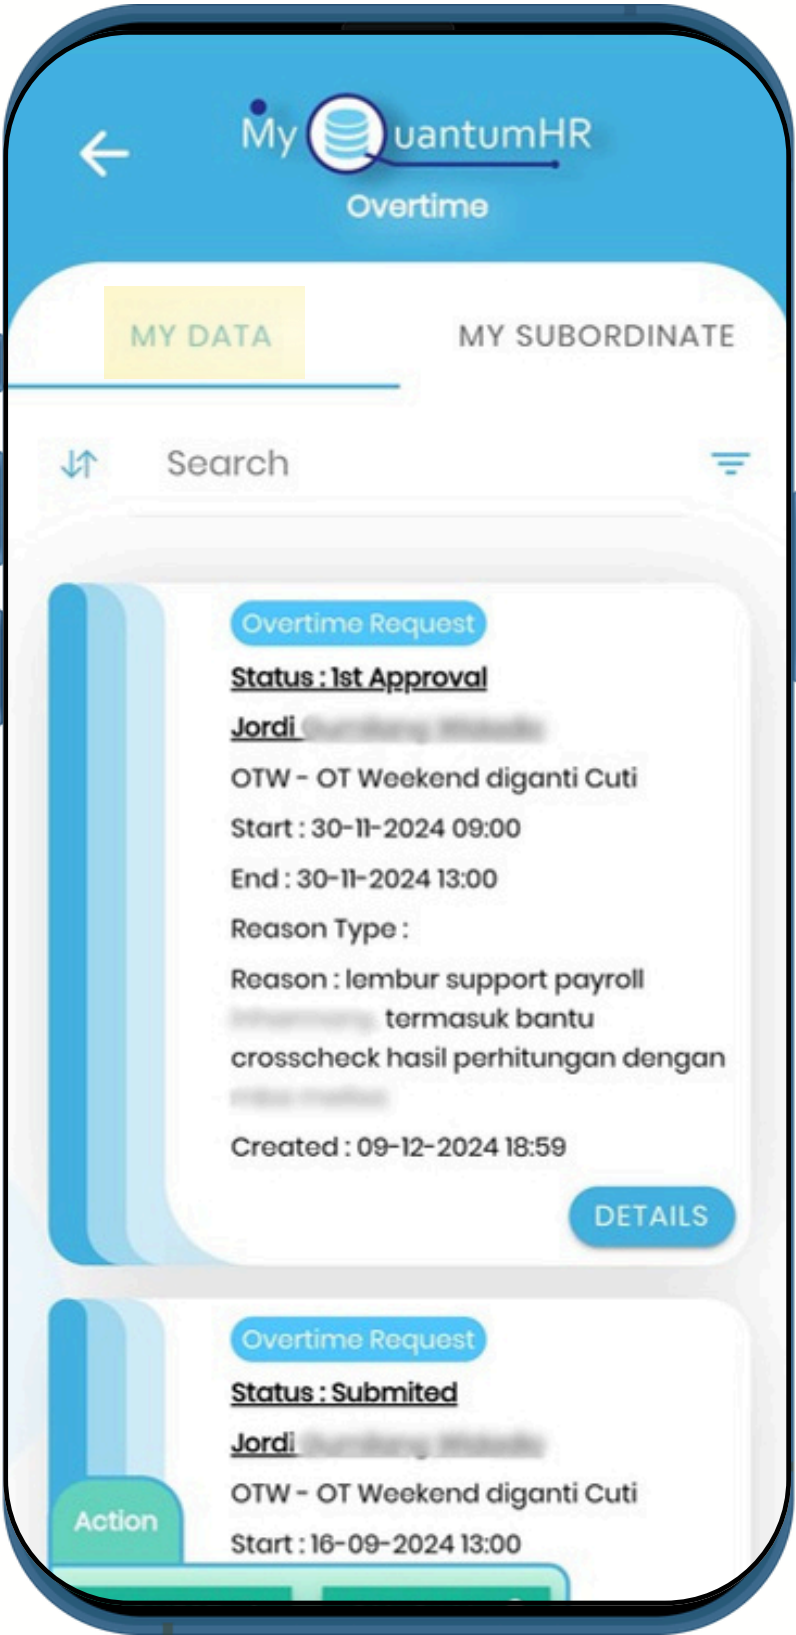 My QuantumHR
Overtime
MY DATA
MY SUBORDINATE
Search
Overtime Request
Status : 1st Approval
Jordi
OTW - OT Weekend diganti Cuti
Start : 30-11-2024 09:00
End : 30-11-2024 13:00
Reason Type :
Reason : lembur support payroll
termasuk bantu
crosscheck hasil perhitungan dengan
Created : 09-12-2024 18:59
DETAILS
Overtime Request
Status : Submited
Jordi
OTW - OT Weekend diganti Cuti
Action
Start : 16-09-2024 13:00